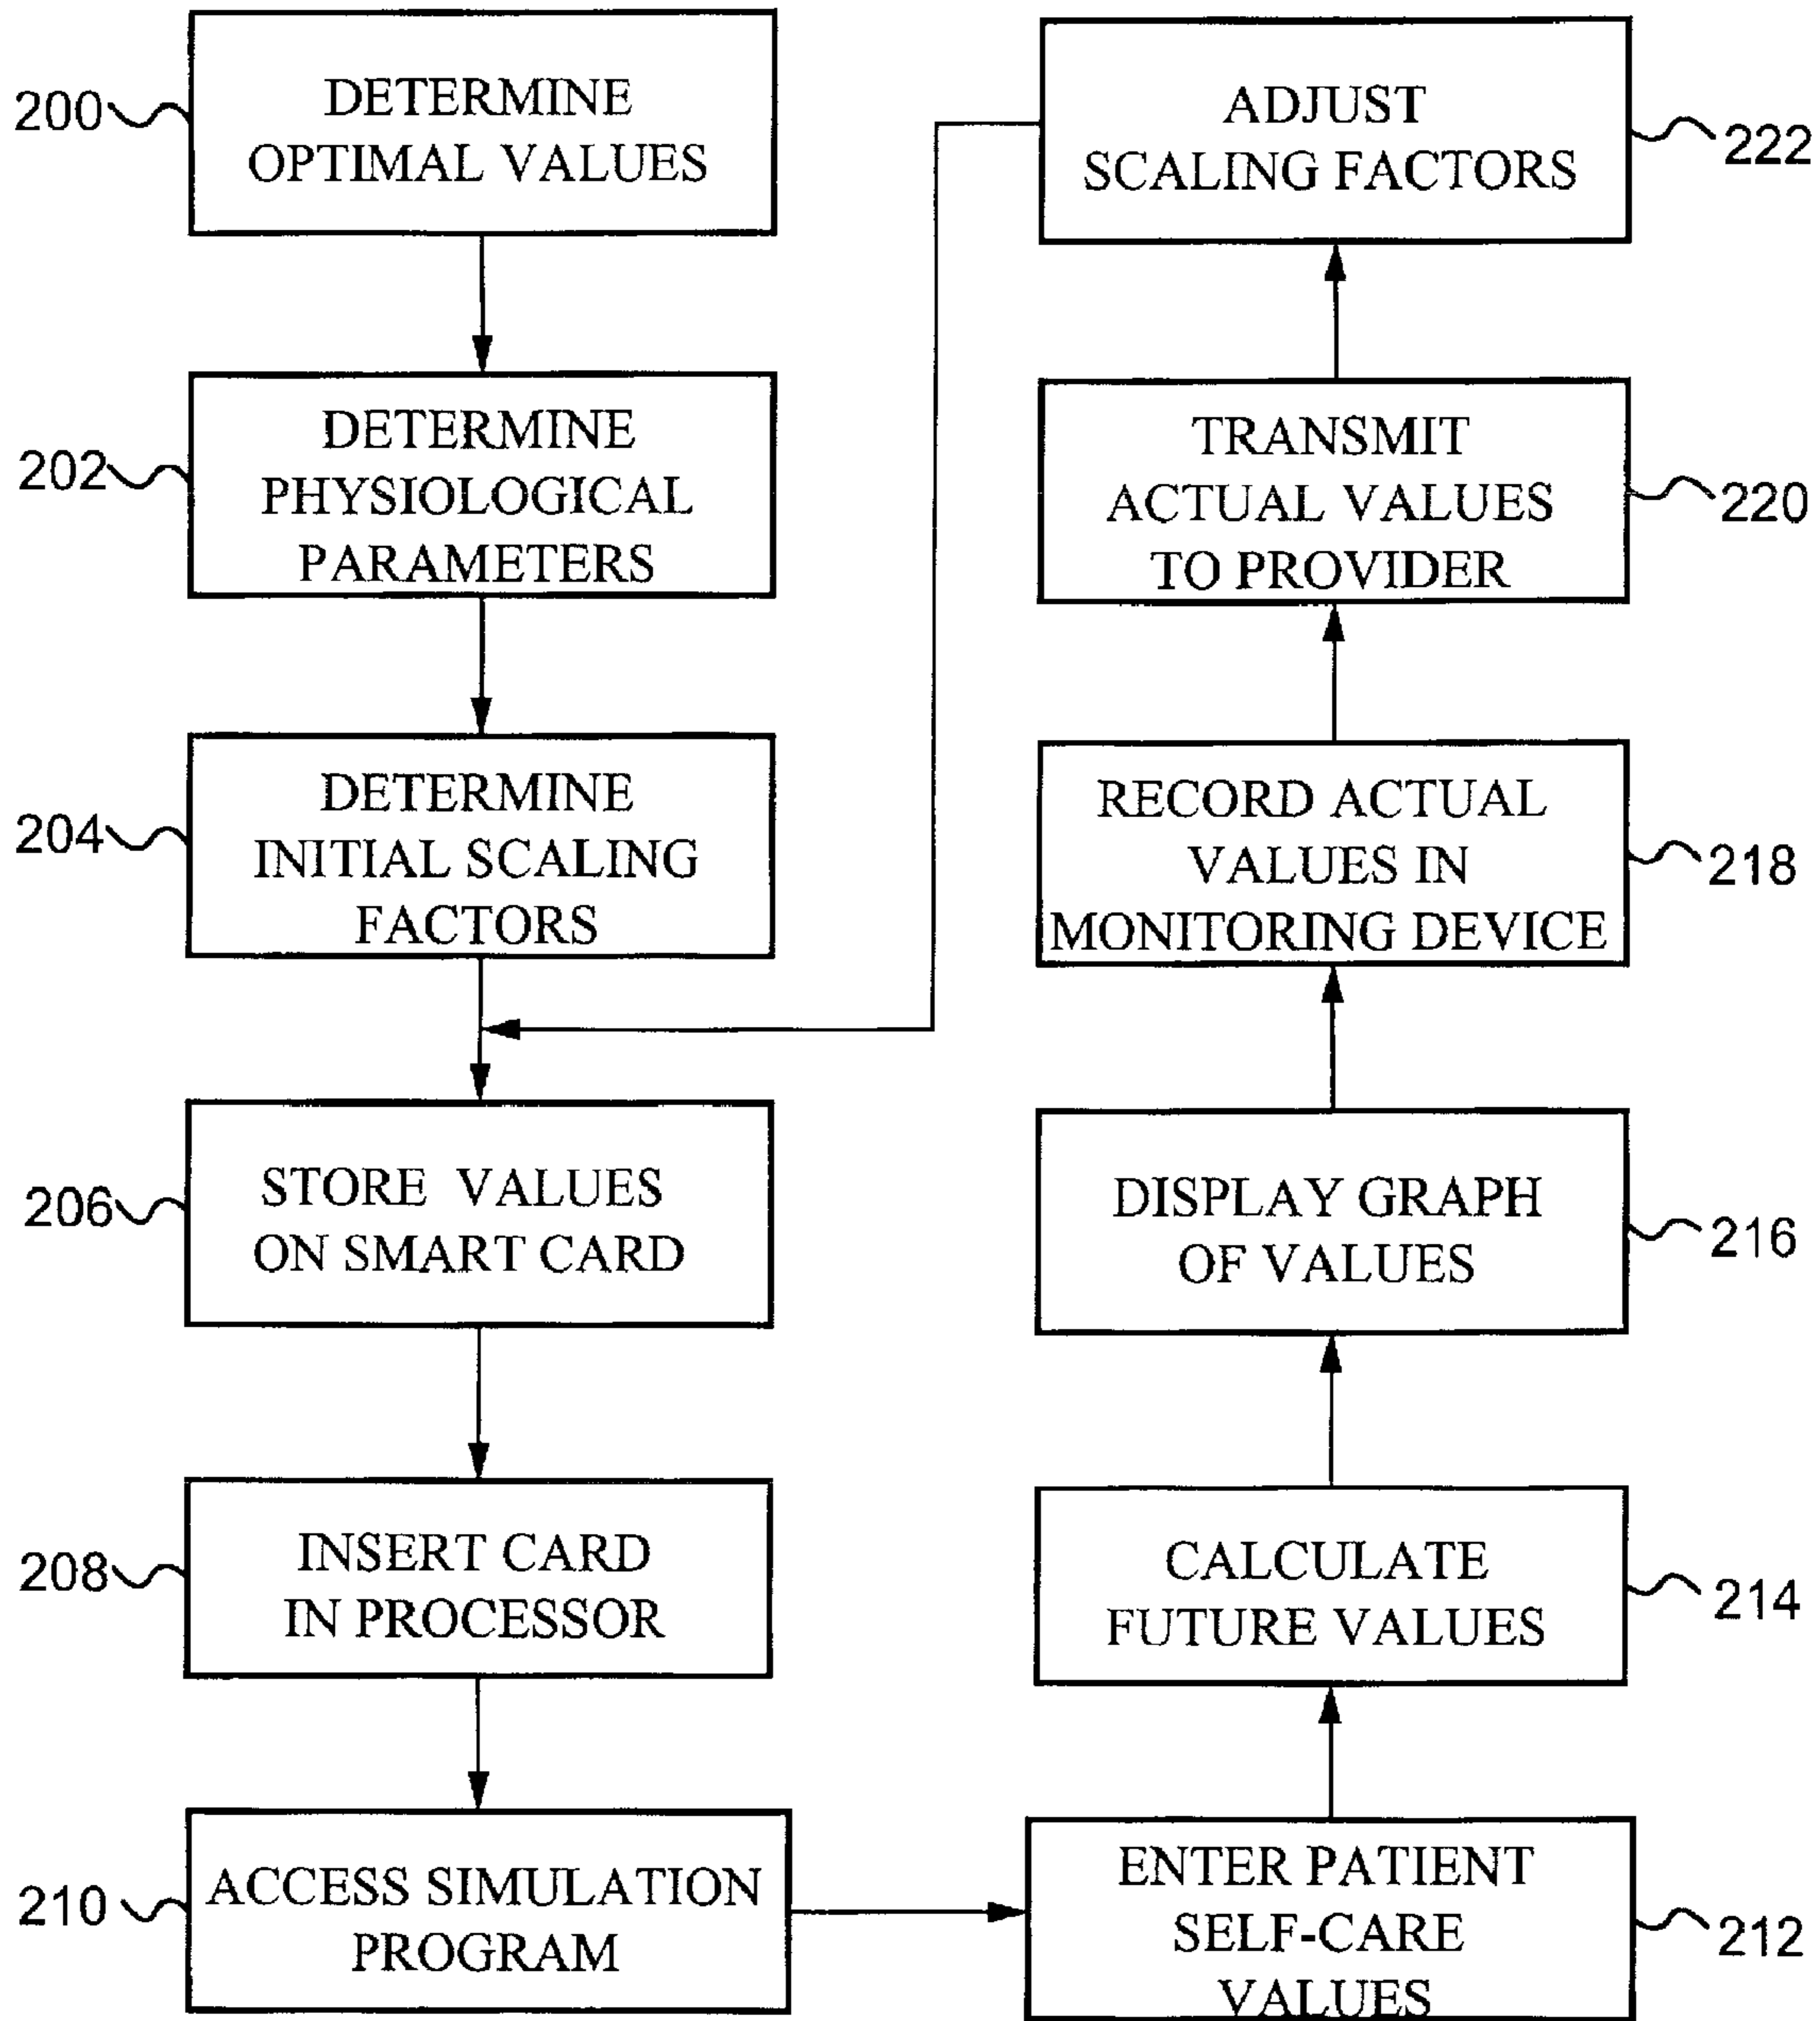 200
DETERMINE
OPTIMAL VALUES
202
DETERMINE
PHYSIOLOGICAL
PARAMETERS
204
DETERMINE
INITIAL SCALING
FACTORS
206
STORE VALUES
ON SMART CARD
208
INSERT CARD
IN PROCESSOR
210
ACCESS SIMULATION
PROGRAM
ENTER PATIENT
SELF-CARE
VALUES
212
CALCULATE
FUTURE VALUES
214
DISPLAY GRAPH
OF VALUES
216
RECORD ACTUAL
VALUES IN
MONITORING DEVICE
218
TRANSMIT
ACTUAL VALUES
TO PROVIDER
220
ADJUST
SCALING FACTORS
222